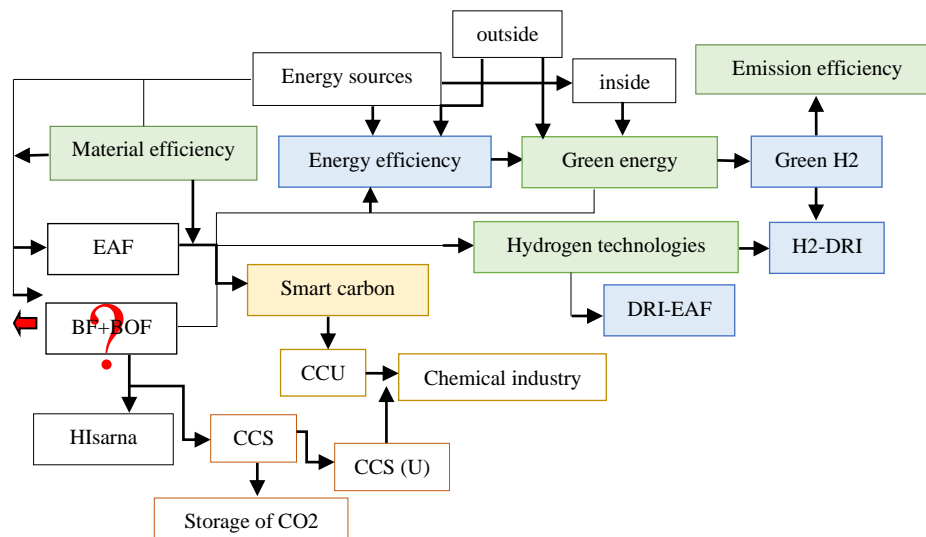 outside
Energy sources
inside
Emission efficiency
Material efficiency
Energy efficiency
Green energy
Green H2
EAF
Hydrogen technologies
H2-DRI
Smart carbon
DRI-EAF
BF+BOF
?
CCU
Chemical industry
HIsarna
CCS
CCS (U)
Storage of CO2